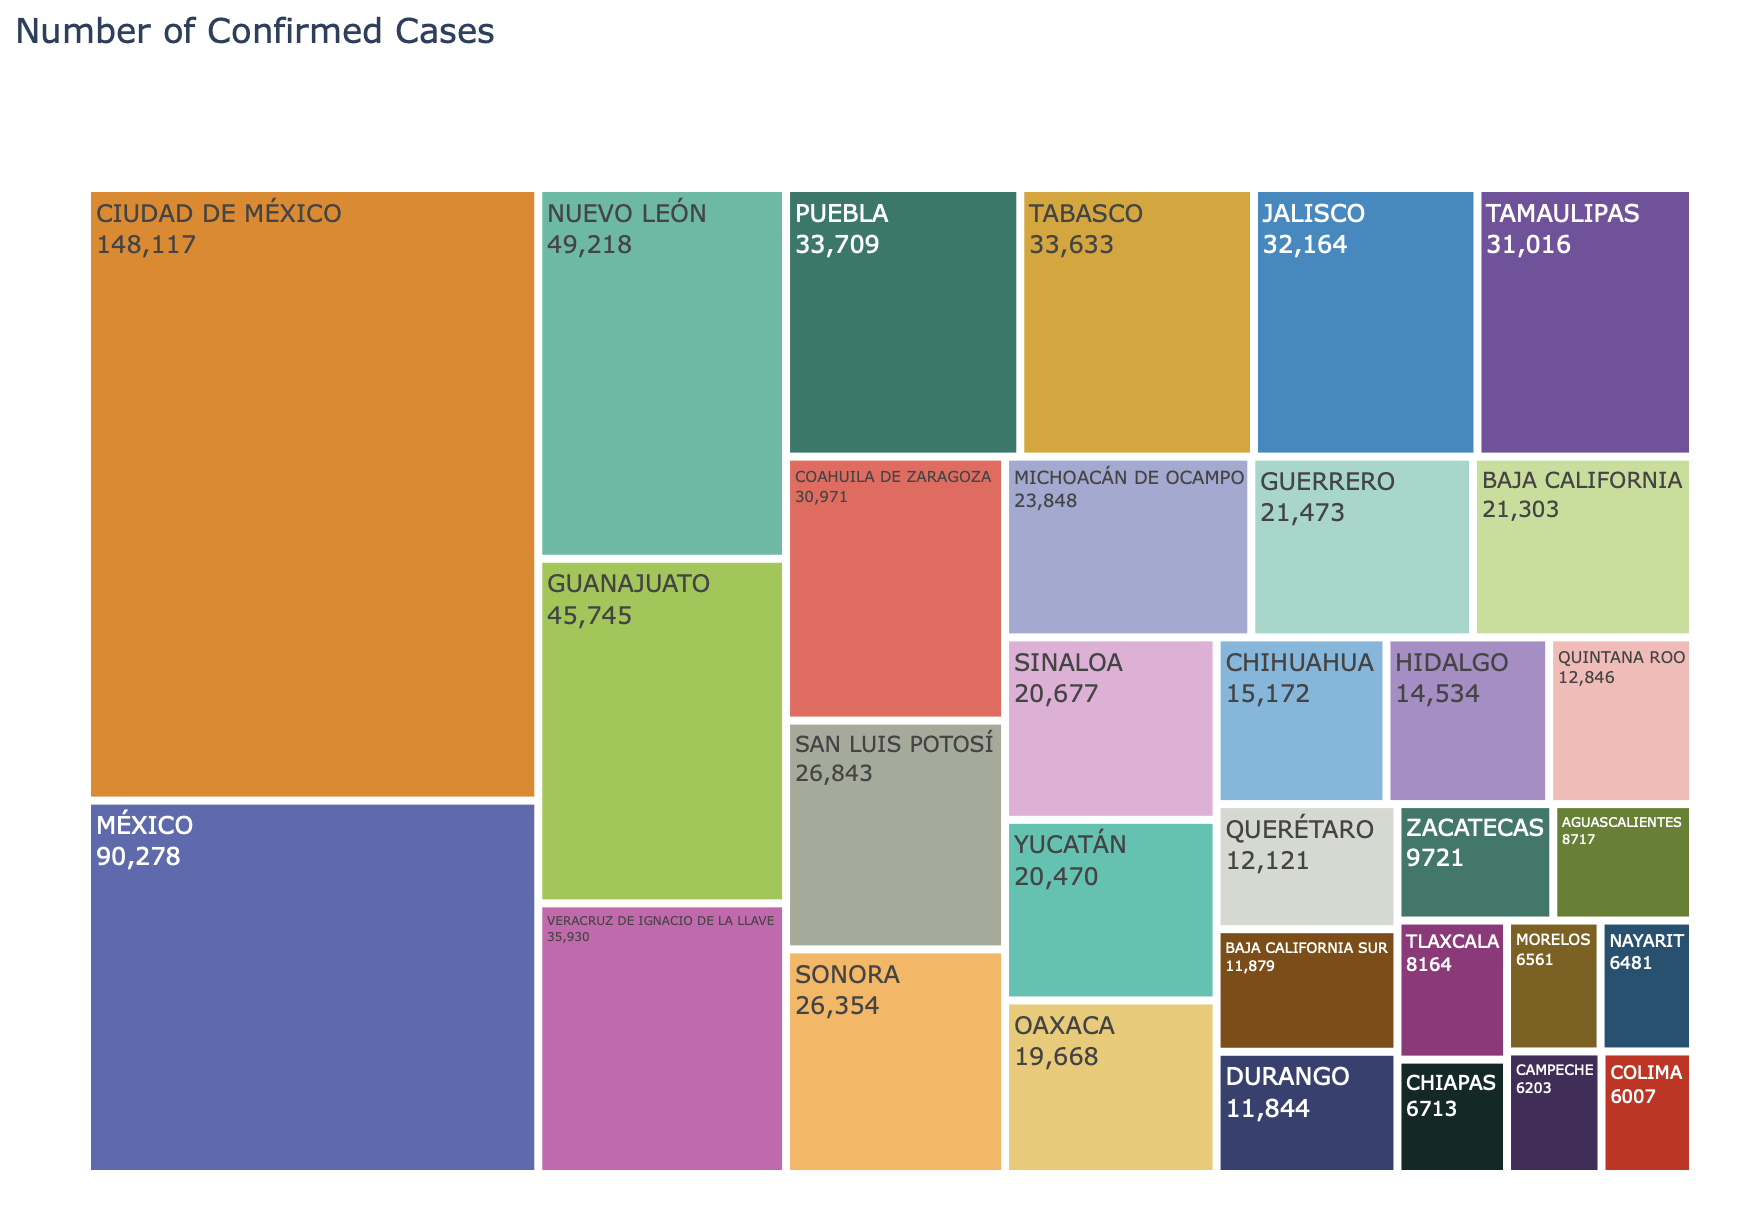 Number of Confirmed Cases
CIUDAD DE MÉXICO
148,117
MÉXICO
90,278
NUEVO LEÓN
49,218
GUANAJUATO
45,745
VERACRUZ DE IGNACIO DE LA LLAVE
35,930
PUEBLA
33,709
TABASCO
33,633
JALISCO
32,164
TAMAULIPAS
31,016
COAHUILA DE ZARAGOZA
30,971
SAN LUIS POTOSÍ
26,843
SONORA
26,354
MICHOACÁN DE OCAMPO
23,848
GUERRERO
21,473
BAJA CALIFORNIA
21,303
SINALOA
20,677
YUCATÁN
20,470
OAXACA
19,668
CHIHUAHUA
15,172
HIDALGO
14,534
QUINTANA ROO
12,846
QUERÉTARO
12,121
BAJA CALIFORNIA SUR
11,879
DURANGO
11,844
ZACATECAS
9721
AGUASCALIENTES
8717
TLAXCALA
8164
CHIAPAS
6713
MORELOS
6561
NAYARIT
6481
CAMPECHE
6203
COLIMA
6007